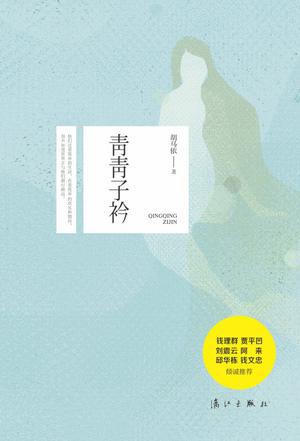 胡马依
著
青青子衿
QINGQING
ZIJIN
钱理群 贾平凹
刘震云 阿来
邱华栋 钱文忠
倾诚推荐
漓江出版社